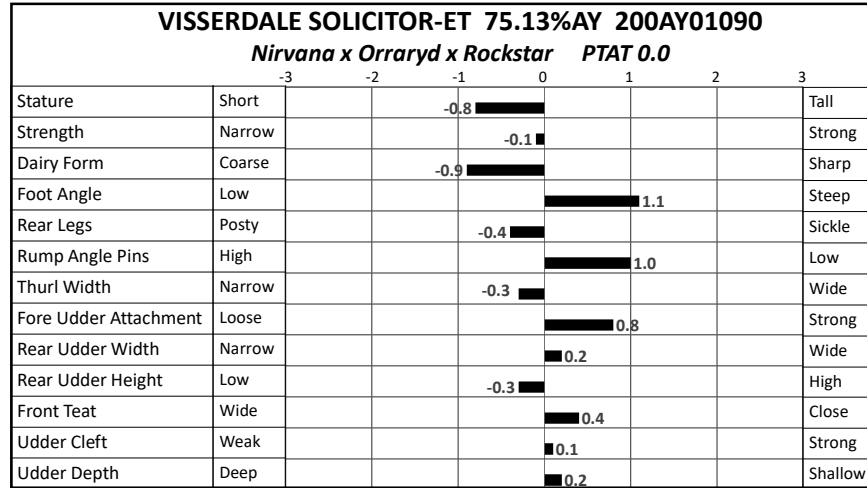 VISSERDALE SOLICITOR-ET 75.13%AY 200AY01090
Nirvana x Orraryd x Rockstar PTAT 0.0
-3 -2 -1 0 1 2 3
Stature Short -0.8 Tall
Strength Narrow -0.1 Strong
Dairy Form Coarse -0.9 Sharp
Foot Angle Low 1.1 Steep
Rear Legs Posty -0.4 Sickle
Rump Angle Pins High 1.0 Low
Thurl Width Narrow -0.3 Wide
Fore Udder Attachment Loose 0.8 Strong
Rear Udder Width Narrow 0.2 Wide
Rear Udder Height Low -0.3 High
Front Teat Wide 0.4 Close
Udder Cleft Weak 0.1 Strong
Udder Depth Deep 0.2 Shallow